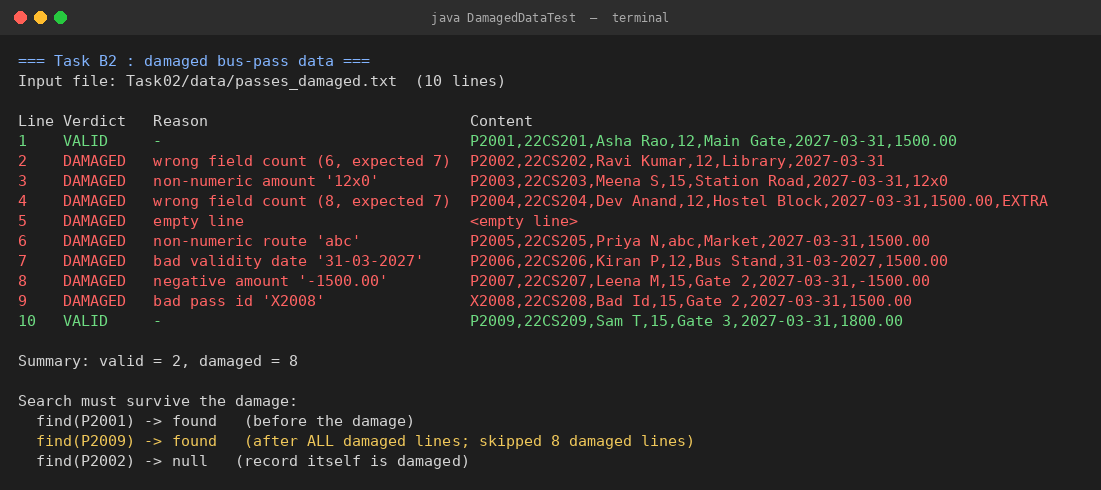 java DamagedDataTest — terminal
=== Task B2 : damaged bus-pass data ===
Input file: Task02/data/passes_damaged.txt  (10 lines)
Line Verdict   Reason                             Content
1    VALID     -                                  P2001,22CS201,Asha Rao,12,Main Gate,2027-03-31,1500.00
2    DAMAGED   wrong field count (6, expected 7)  P2002,22CS202,Ravi Kumar,12,Library,2027-03-31
3    DAMAGED   non-numeric amount '12x0'          P2003,22CS203,Meena S,15,Station Road,2027-03-31,12x0
4    DAMAGED   wrong field count (8, expected 7)  P2004,22CS204,Dev Anand,12,Hostel Block,2027-03-31,1500.00,EXTRA
5    DAMAGED   empty line                         <empty line>
6    DAMAGED   non-numeric route 'abc'            P2005,22CS205,Priya N,abc,Market,2027-03-31,1500.00
7    DAMAGED   bad validity date '31-03-2027'     P2006,22CS206,Kiran P,12,Bus Stand,31-03-2027,1500.00
8    DAMAGED   negative amount '-1500.00'         P2007,22CS207,Leena M,15,Gate 2,2027-03-31,-1500.00
9    DAMAGED   bad pass id 'X2008'                X2008,22CS208,Bad Id,15,Gate 2,2027-03-31,1500.00
10   VALID     -                                  P2009,22CS209,Sam T,15,Gate 3,2027-03-31,1800.00
Summary: valid = 2, damaged = 8
Search must survive the damage:
  find(P2001) -> found   (before the damage)
  find(P2009) -> found   (after ALL damaged lines; skipped 8 damaged lines)
  find(P2002) -> null   (record itself is damaged)